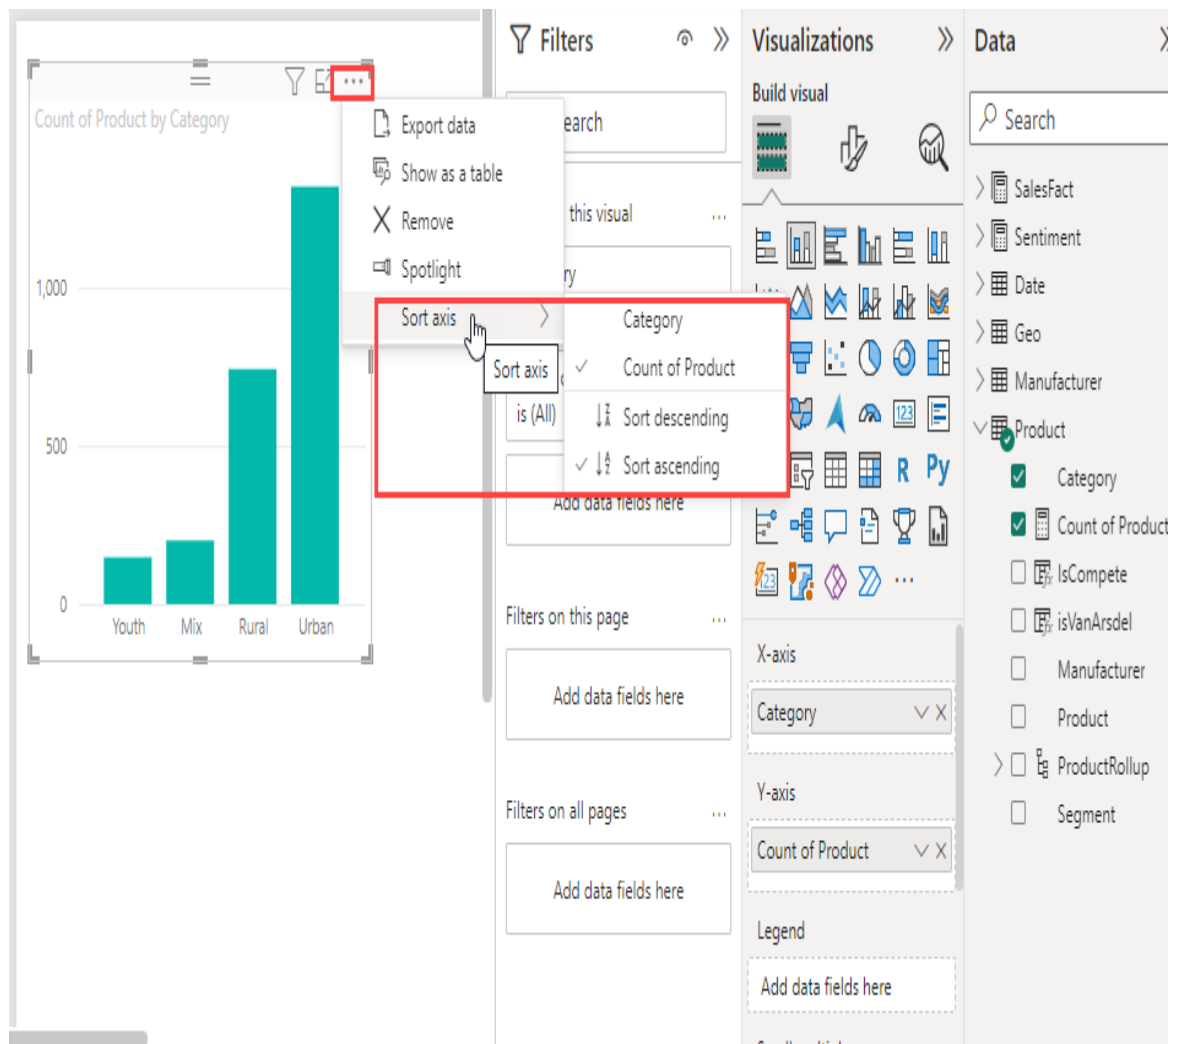 Count of Product by Category
1,000
500
0
Youth
Mix
Rural
Urban
Export data
Show as a table
Remove
Spotlight
Sort axis
Sort axis
Category
Count of Product
Sort descending
Sort ascending
Filters
earch
this visual
...
ry
is (All)
Add data fields here
Filters on this page
...
Add data fields here
Filters on all pages
...
Add data fields here
Visualizations
Build visual
123
R
Py
123
...
X-axis
Category
Y-axis
Count of Product
Legend
Add data fields here
Data
Search
SalesFact
Sentiment
Date
Geo
Manufacturer
Product
Category
Count of Product
IsCompete
isVanArsdel
Manufacturer
Product
ProductRollup
Segment